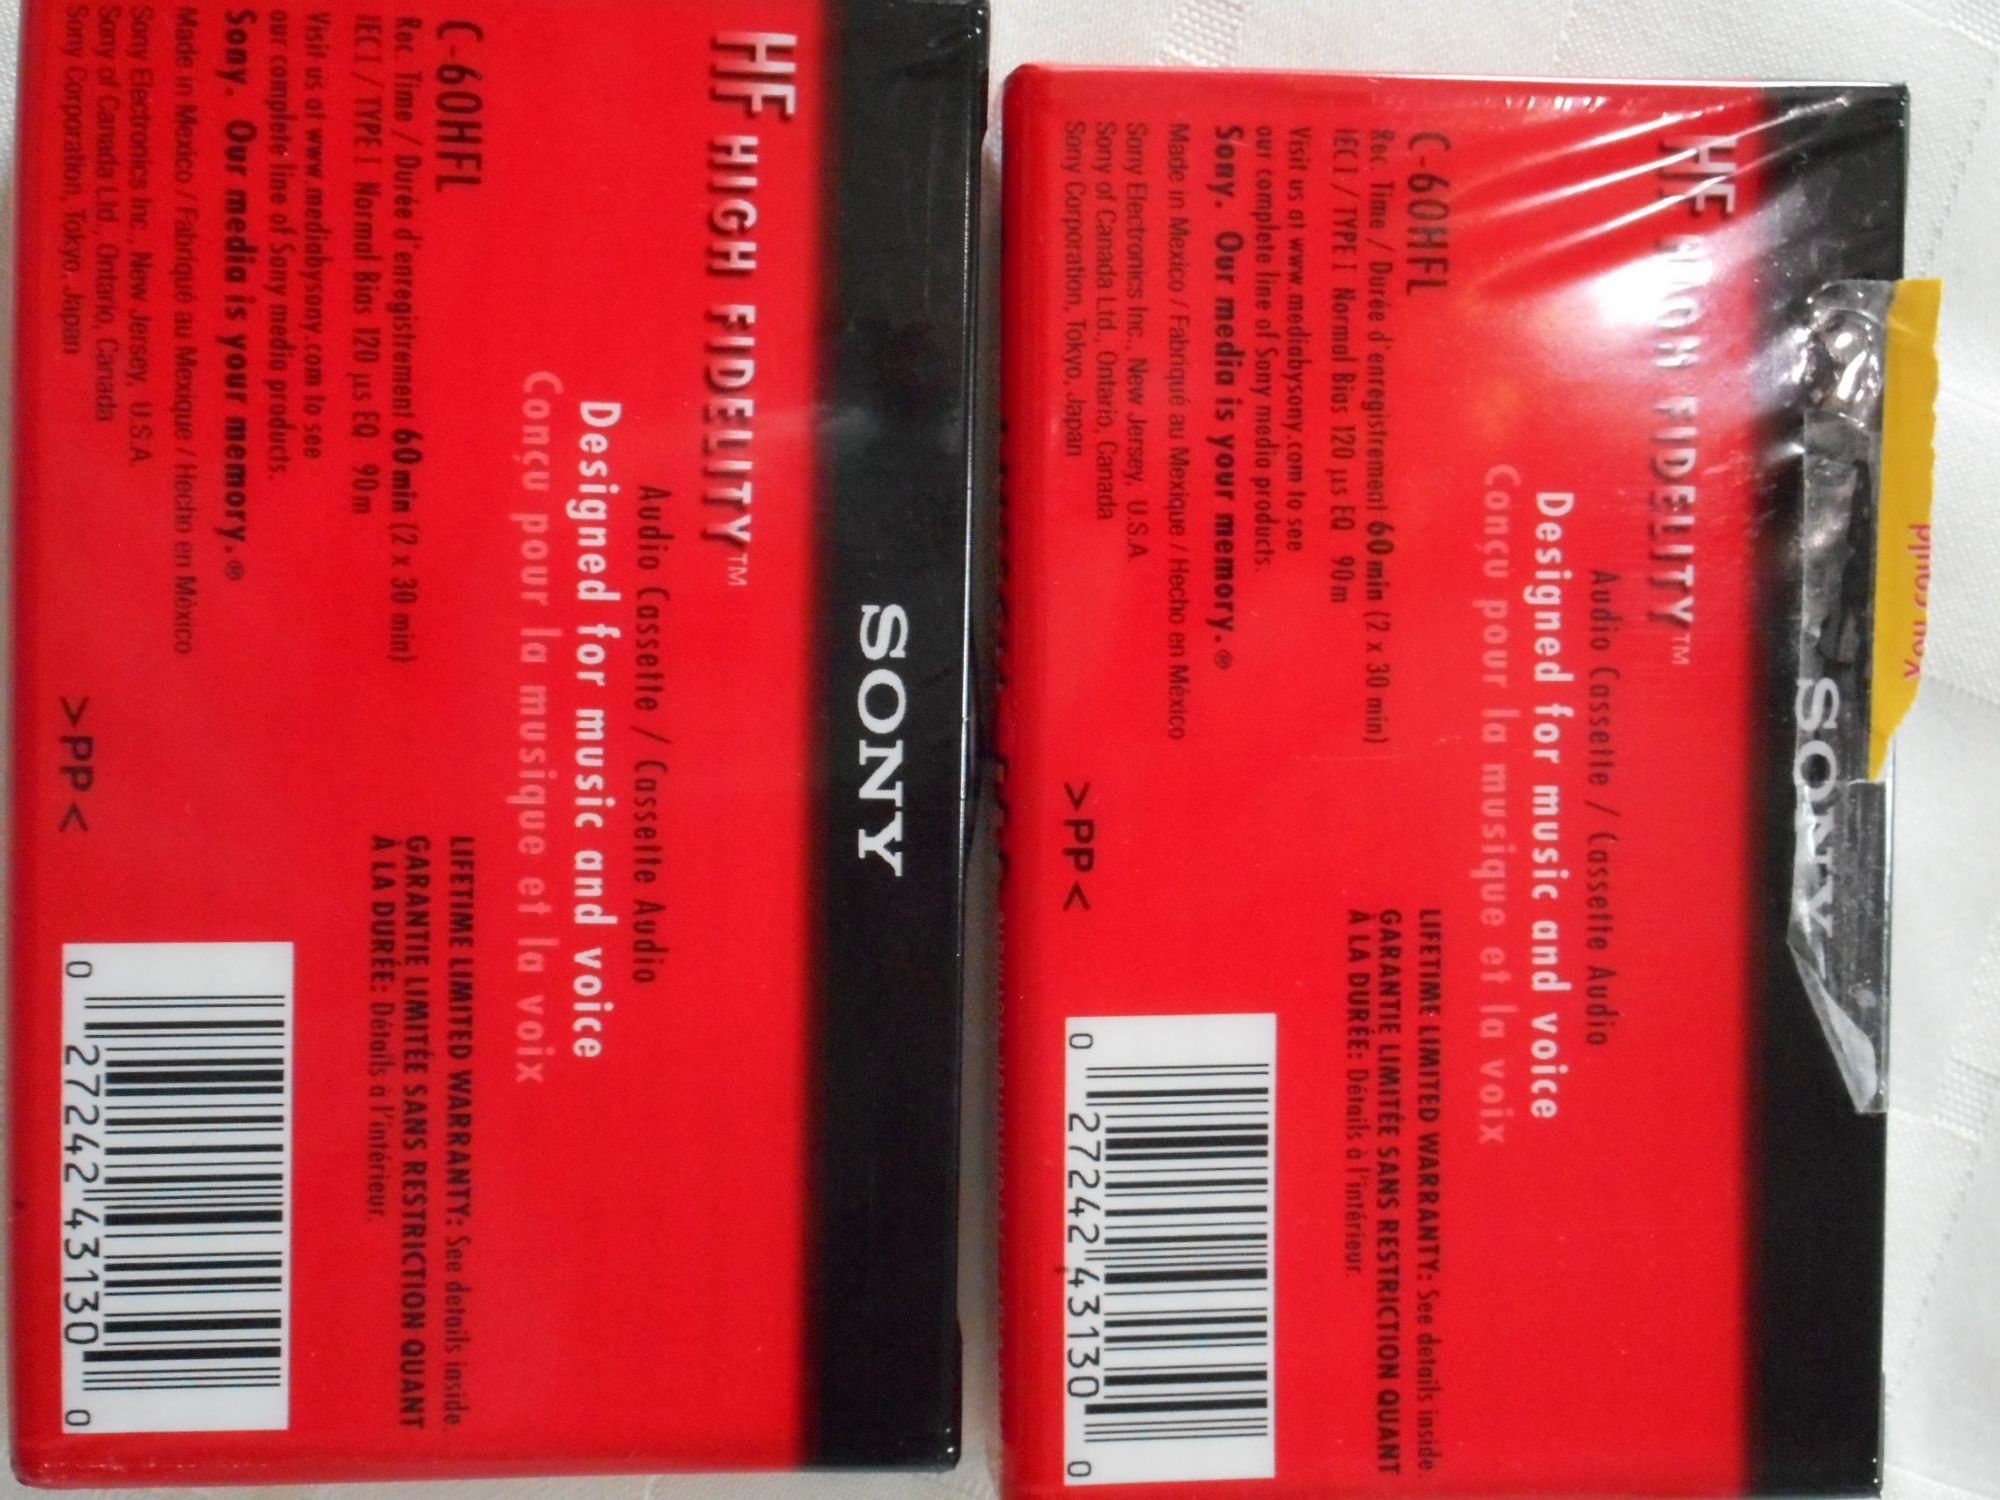 SONY
HF HIGH FIDELITY™
Audio Cassette / Cassette Audio
Designed for music and voice
Conçu pour la musique et la voix
C-60HFL
Rec. Time / Durée d'enregistrement 60min (2 x 30 min)
IECI / TYPE I Normal Bias 120 µs EQ 90m
Visit us at www.mediabysony.com to see
our complete line of Sony media products.
Sony. Our media is your memory.®
Made in Mexico / Fabriqué au Mexique / Hecho en México
Sony Electronics Inc., New Jersey, U.S.A.
Sony of Canada Ltd., Ontario, Canada
Sony Corporation, Tokyo, Japan
>PP<
LIFETIME LIMITED WARRANTY: See details inside.
GARANTIE LIMITÉE SANS RESTRICTION QUANT
À LA DURÉE: Détails à l'intérieur.
0 27242 43130 0
SONY
HF HIGH FIDELITY™
Audio Cassette / Cassette Audio
Designed for music and voice
Conçu pour la musique et la voix
C-60HFL
Rec. Time / Durée d'enregistrement 60min (2 x 30 min)
IECI / TYPE I Normal Bias 120 µs EQ 90m
Visit us at www.mediabysony.com to see
our complete line of Sony media products.
Sony. Our media is your memory.®
Made in Mexico / Fabriqué au Mexique / Hecho en México
Sony Electronics Inc., New Jersey, U.S.A.
Sony of Canada Ltd., Ontario, Canada
Sony Corporation, Tokyo, Japan
>PP<
LIFETIME LIMITED WARRANTY: See details inside.
GARANTIE LIMITÉE SANS RESTRICTION QUANT
À LA DURÉE: Détails à l'intérieur.
0 27242 43130 0